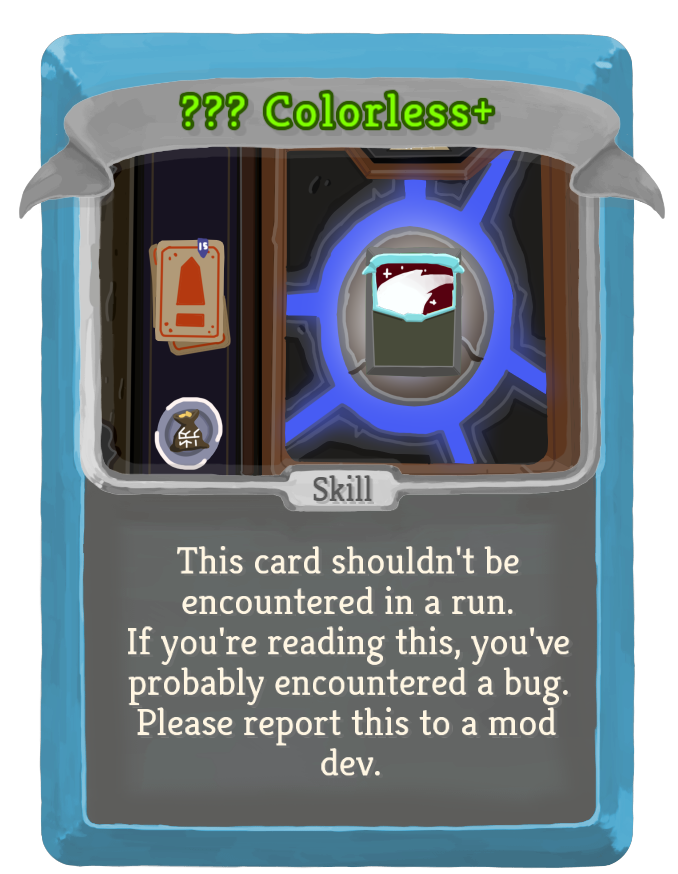 ??? Colorless+
15
Skill
This card shouldn't be
encountered in a run.
If you're reading this, you've
probably encountered a bug.
Please report this to a mod
dev.